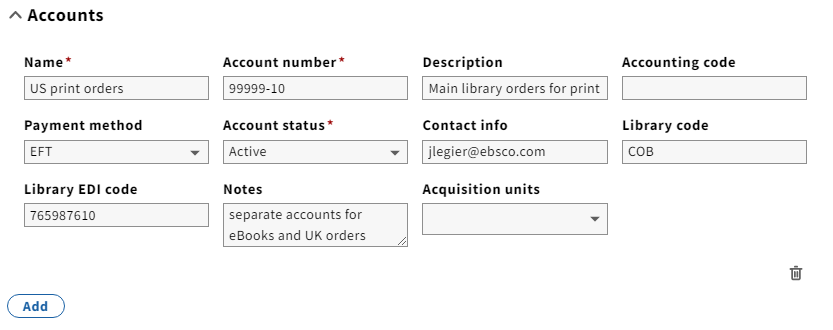 Accounts
Name* Account number* Description Accounting code
US print orders 99999-10 Main library orders for print
Payment method Account status* Contact info Library code
EFT Active jlegier@ebsco.com COB
Library EDI code Notes Acquisition units
765987610 separate accounts for
eBooks and UK orders
Add